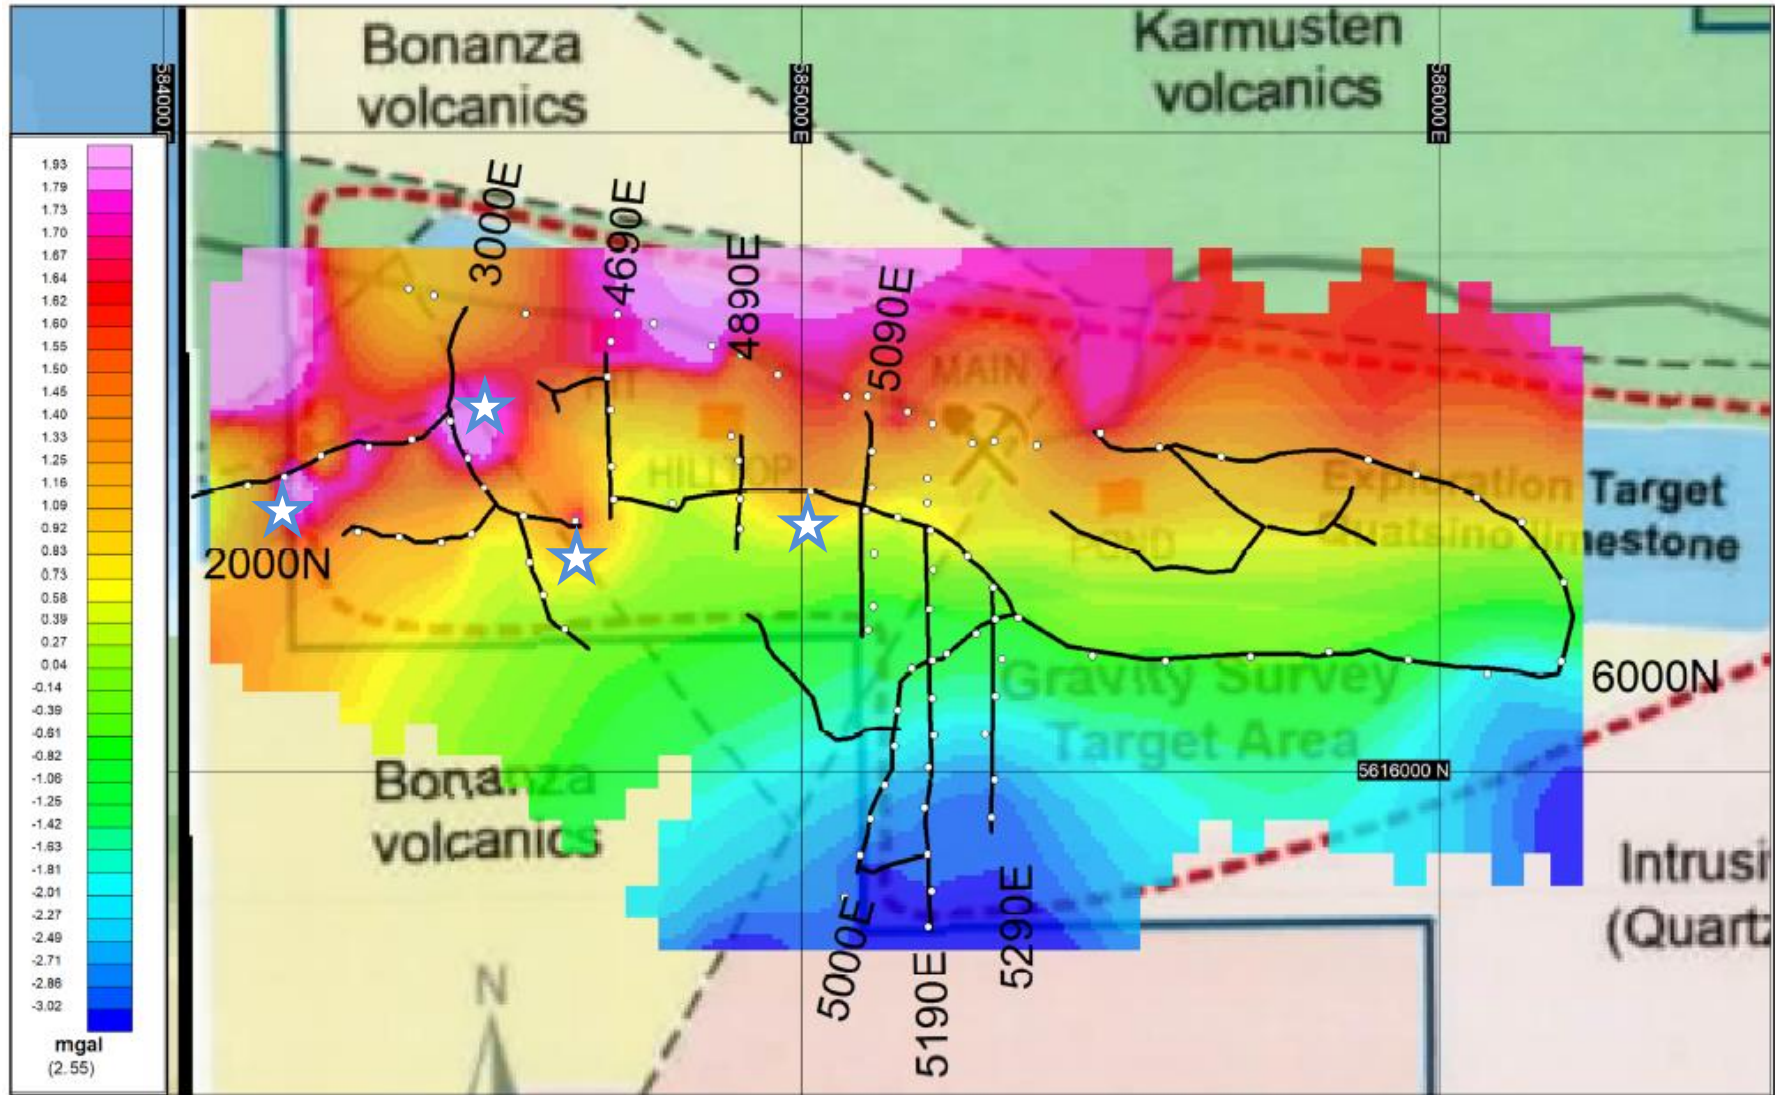 Bonanza
volcanics
Karmusten
volcanics
584000 E
585000 E
586000 E
1.93
1.79
1.73
1.70
1.67
1.64
1.62
1.60
1.55
1.50
1.45
1.40
1.33
1.25
1.16
1.09
0.92
0.83
0.73
0.58
0.39
0.27
0.04
-0.14
-0.39
-0.61
-0.82
-1.06
-1.25
-1.42
-1.63
-1.81
-2.01
-2.27
-2.49
-2.71
-2.86
-3.02
mgal
(2.55)
3000E
4690E
4890E
5090E
MAIN
HILLTOP
POND
Exploration Target
Quatsino limestone
2000N
6000N
Gravity Survey
Target Area
5616000 N
Bonanza
volcanics
Intrusi
(Quartz
5000E
5190E
5290E
N